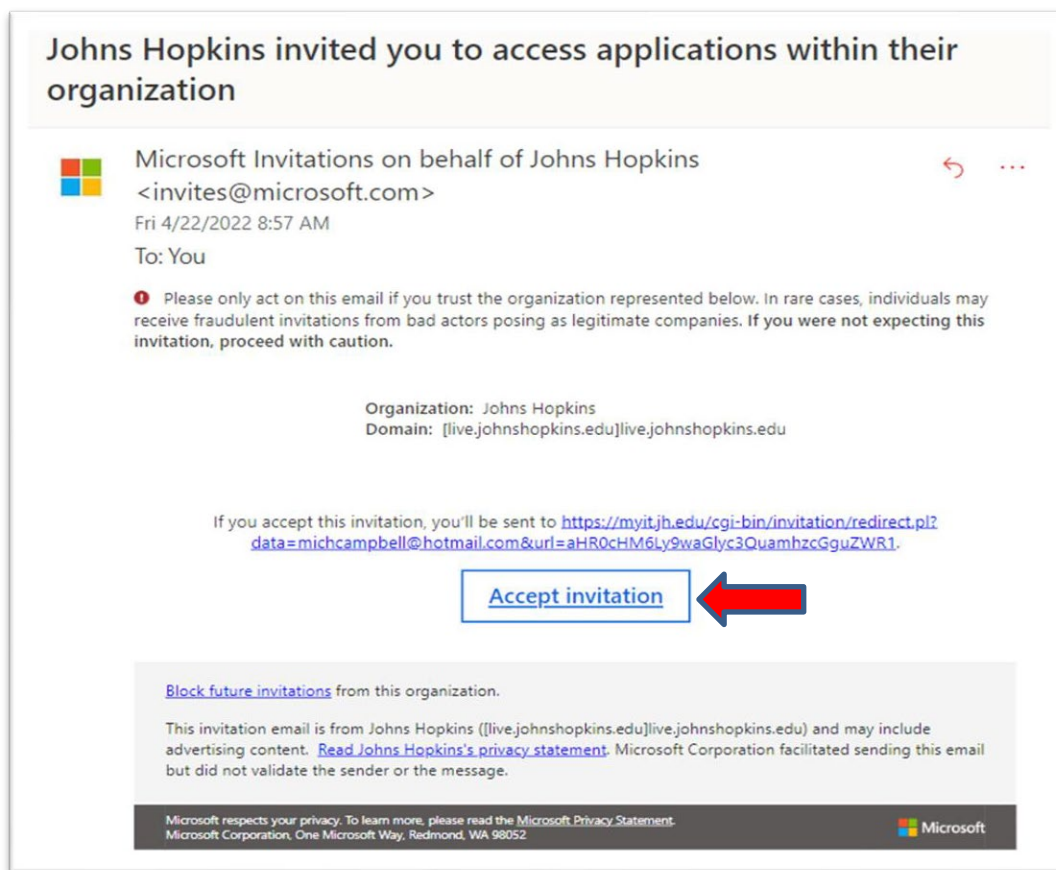 Johns Hopkins invited you to access applications within their
organization
Microsoft Invitations on behalf of Johns Hopkins
<invites@microsoft.com>
Fri 4/22/2022 8:57 AM
To: You
Please only act on this email if you trust the organization represented below. In rare cases, individuals may
receive fraudulent invitations from bad actors posing as legitimate companies. If you were not expecting this
invitation, proceed with caution.
Organization: Johns Hopkins
Domain: [live.johnshopkins.edu]live.johnshopkins.edu
If you accept this invitation, you'll be sent to https://myit.jh.edu/cgi-bin/invitation/redirect.pl?
data=michcampbell@hotmail.com&url=aHR0cHM6Ly9waGlyc3QuamhzcGguZWR1.
Accept invitation
Block future invitations from this organization.
This invitation email is from Johns Hopkins ([live.johnshopkins.edu]live.johnshopkins.edu) and may include
advertising content. Read Johns Hopkins's privacy statement. Microsoft Corporation facilitated sending this email
but did not validate the sender or the message.
Microsoft respects your privacy. To learn more, please read the Microsoft Privacy Statement.
Microsoft Corporation, One Microsoft Way, Redmond, WA 98052
Microsoft